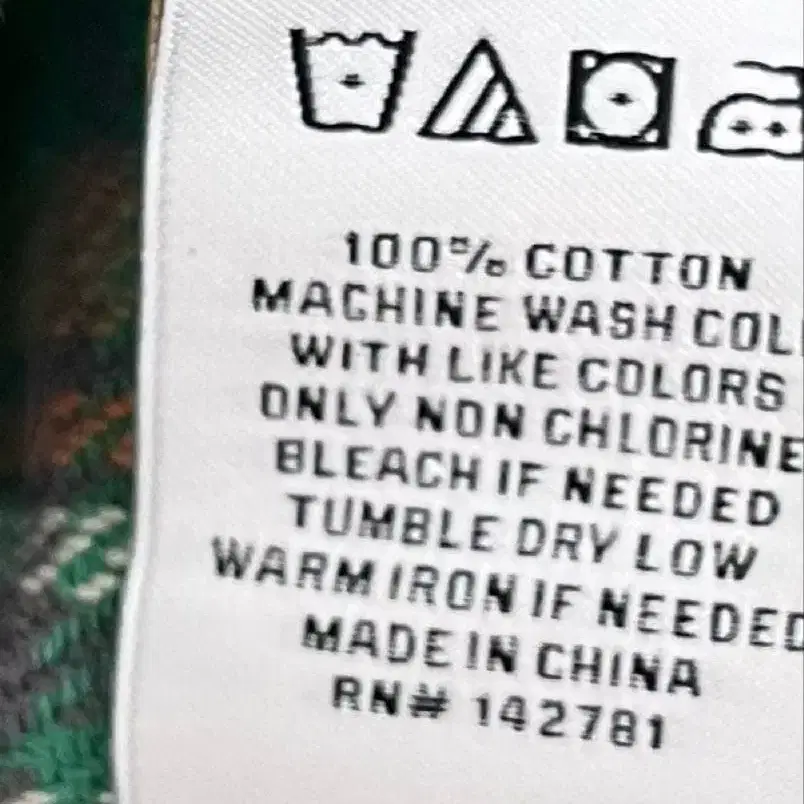 100% COTTON
MACHINE WASH COL
WITH LIKE COLORS
ONLY NON CHLORINE
BLEACH IF NEEDED
TUMBLE DRY LOW
WARM IRON IF NEEDED
MADE IN CHINA
RN# 142781